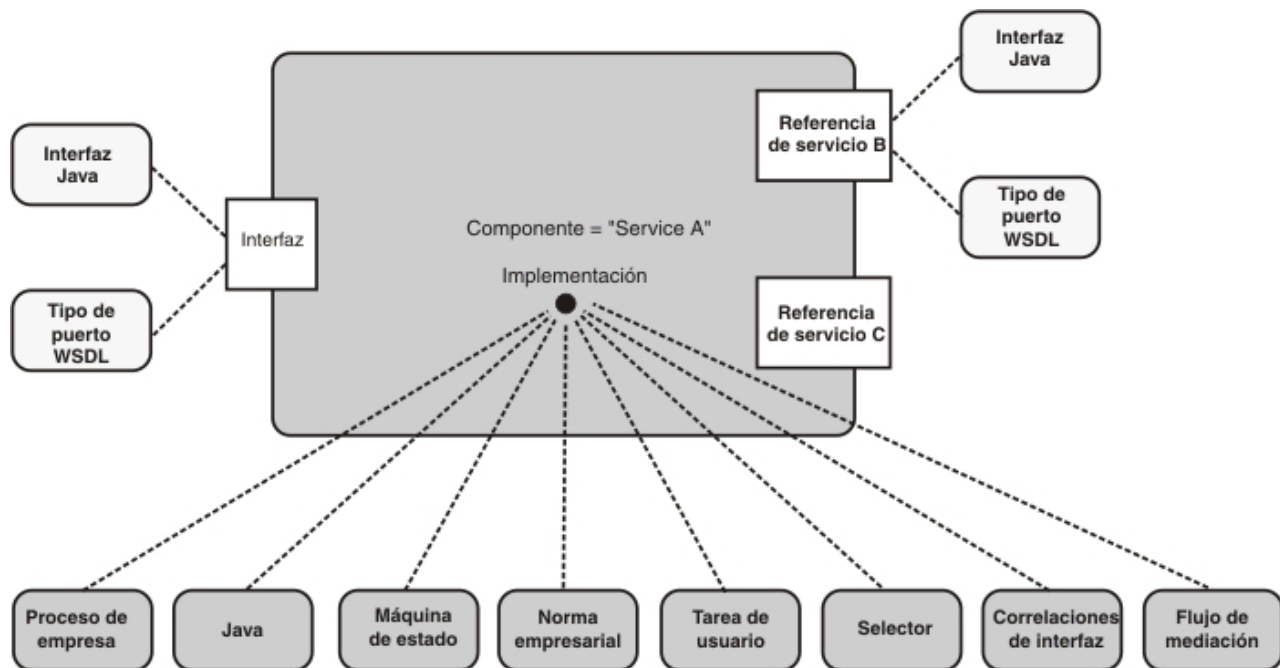 Interfaz
Java
Interfaz
Java
Referencia
de servicio B
Tipo de
puerto
WSDL
Interfaz
Componente = "Service A"
Implementación
Tipo de
puerto
WSDL
Referencia
de servicio C
Proceso de
empresa
Java
Máquina
de estado
Norma
empresarial
Tarea de
usuario
Selector
Correlaciones
de interfaz
Flujo de
mediación